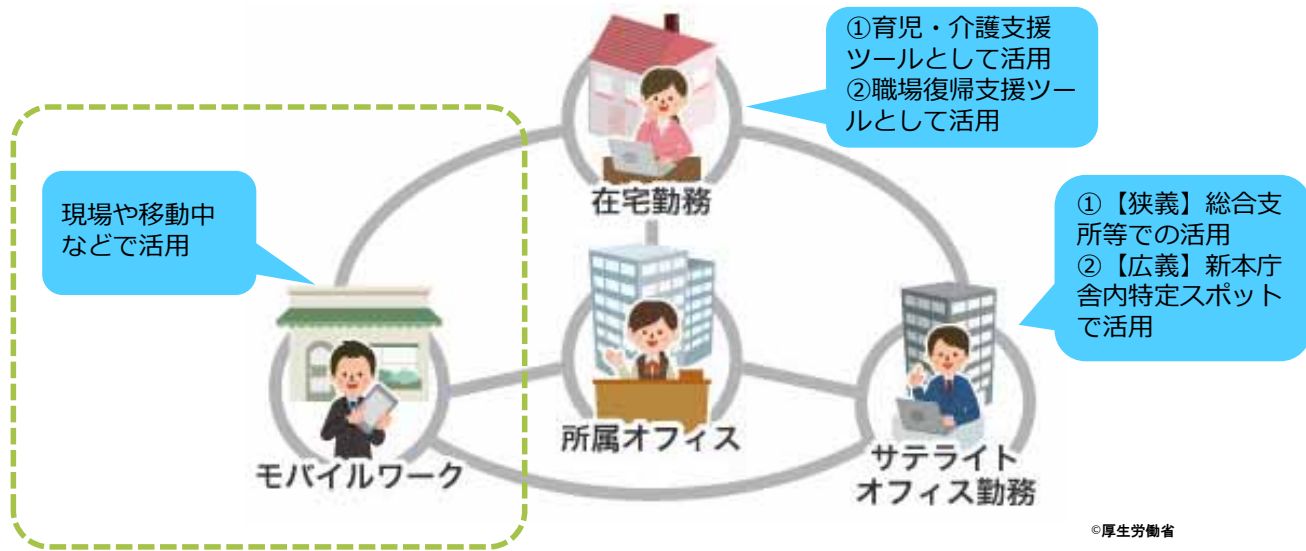 ①育児・介護支援
ツールとして活用
②職場復帰支援ツー
ルとして活用
在宅勤務
現場や移動中
などで活用
①【狭義】総合支
所等での活用
②【広義】新本庁
舎内特定スポット
で活用
モバイルワーク
所属オフィス
サテライト
オフィス勤務
©厚生労働省